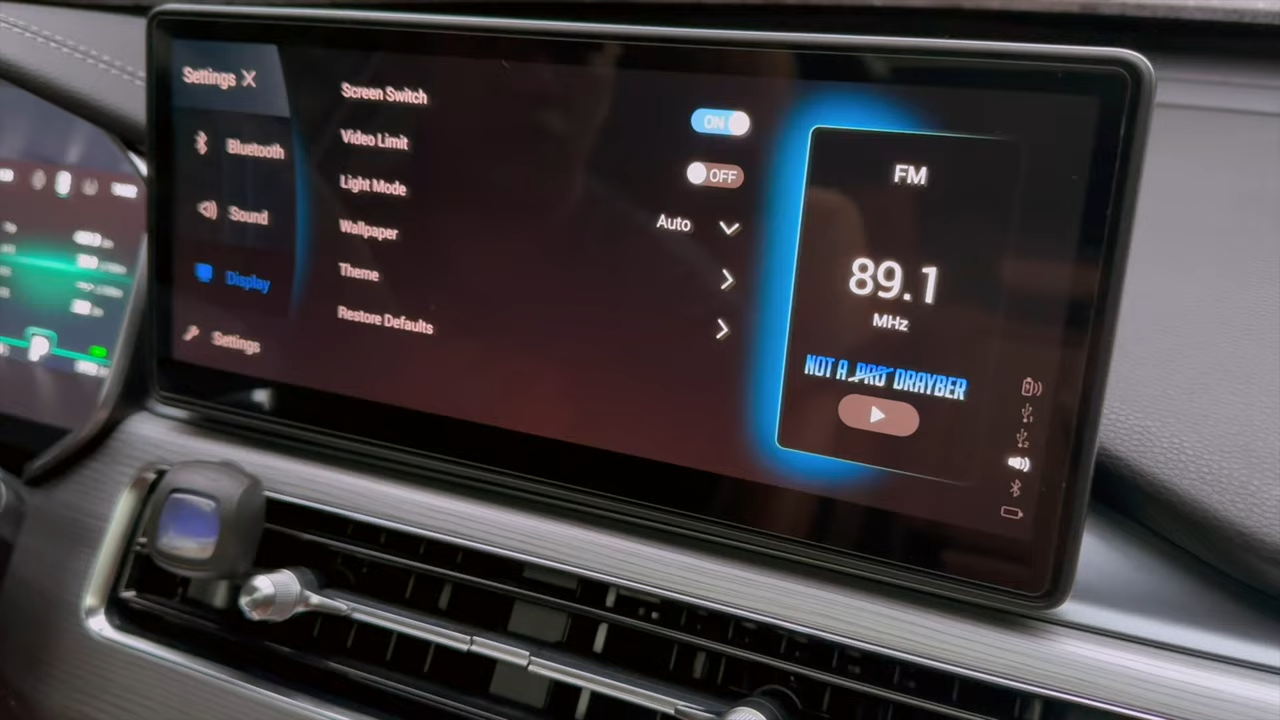 Settings X
Bluetooth
Sound
Display
Settings
Screen Switch
ON
Video Limit
OFF
Light Mode
Auto
Wallpaper
Theme
Restore Defaults
FM
89.1
MHz
NOT A PRO DRAYBER
P